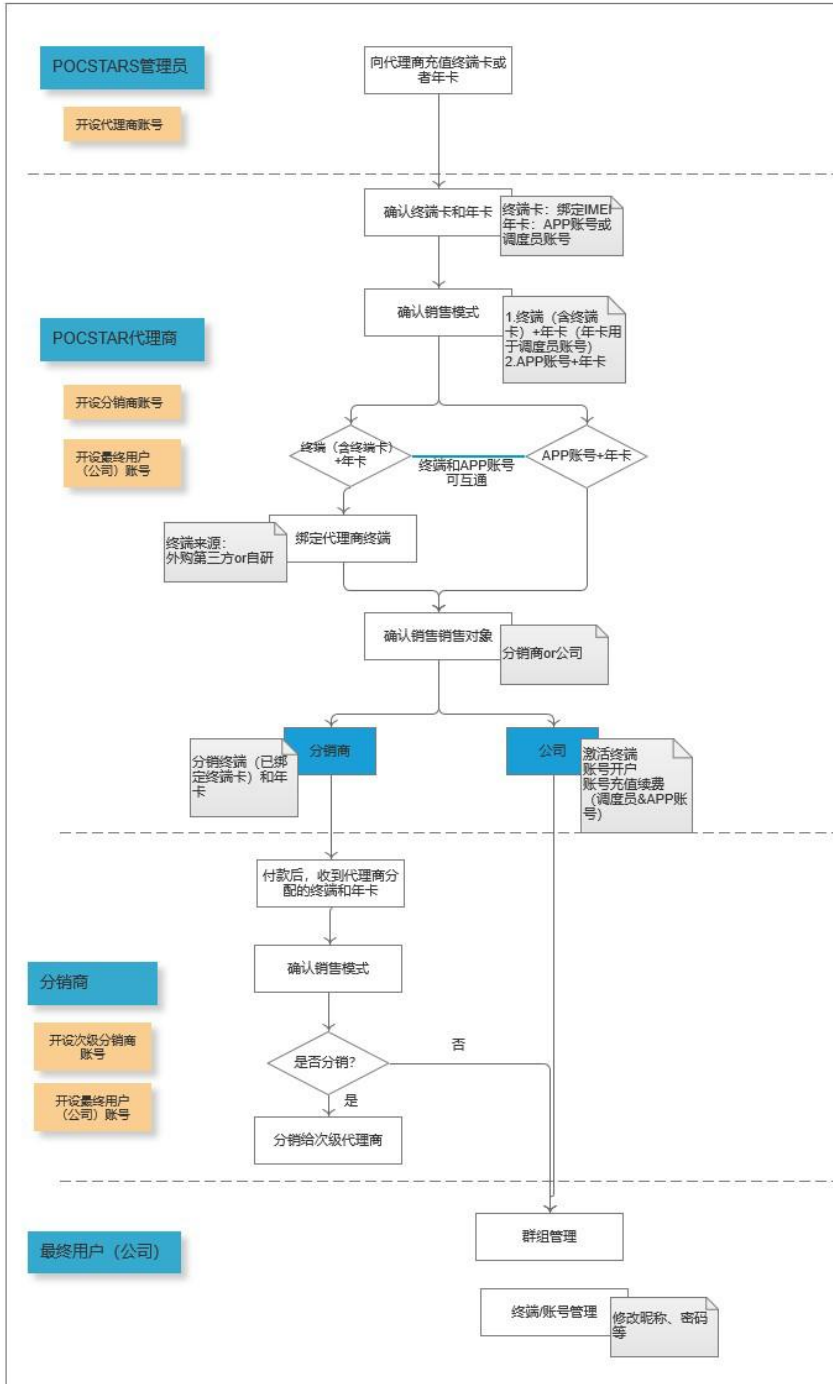 POCSTARS管理员
开设代理商账号
向代理商充值终端卡或
者年卡
确认终端卡和年卡
终端卡：绑定IMEI
年卡：APP账号或
调度员账号
确认销售模式
1.终端（含终端
卡）+年卡（年卡用
于调度员账号）
2.APP账号+年卡
POCSTAR代理商
开设分销商账号
开设最终用户
（公司）账号
终端（含终端卡）
+年卡
终端和APP账号
可互通
APP账号+年卡
终端来源：
外购第三方or自研
绑定代理商终端
确认销售销售对象
分销商or公司
分销终端（已绑
定终端卡）和年
卡
分销商
公司
激活终端
账号开户
账号充值续费
（调度员&APP账
号）
付款后，收到代理商分
配的终端和年卡
确认销售模式
分销商
开设次级分销商
账号
开设最终用户
（公司）账号
是否分销？
否
是
分销给次级代理商
最终用户（公司）
群组管理
终端/账号管理
修改昵称、密码
等